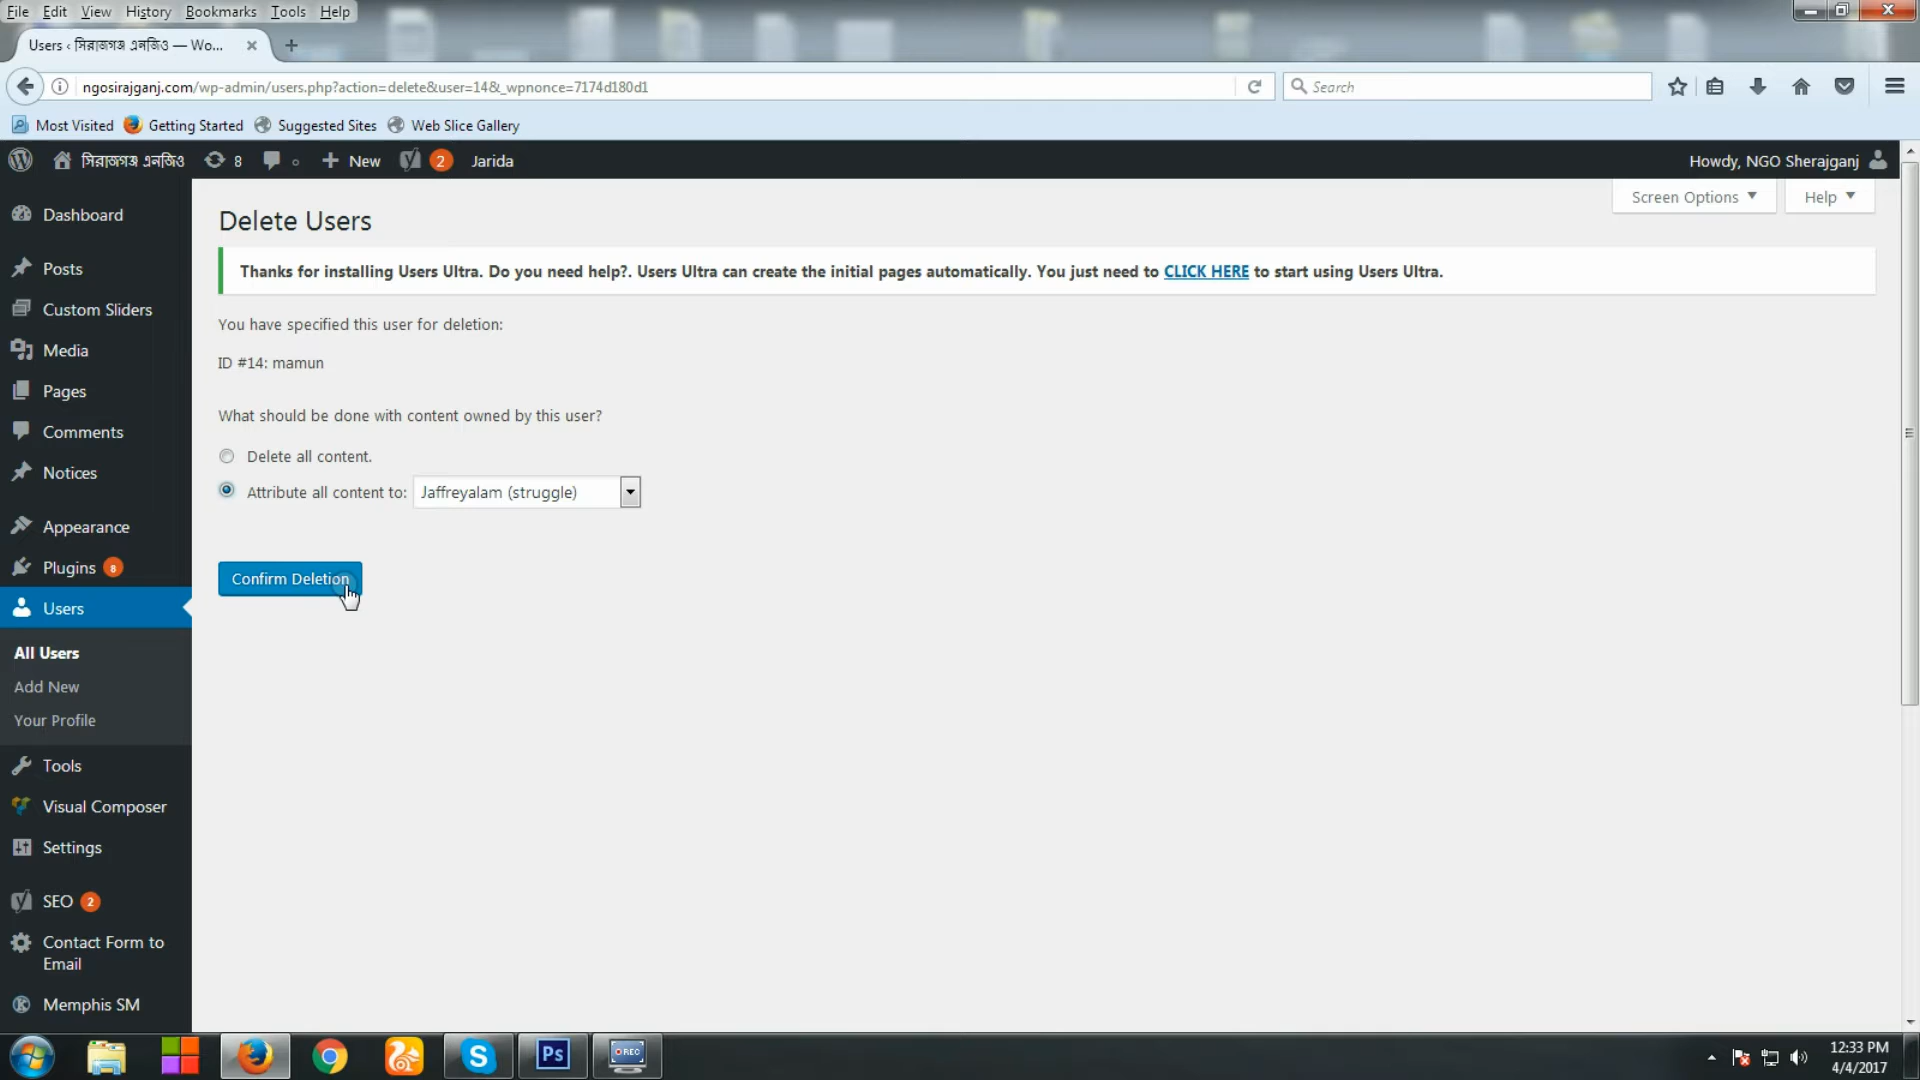 File Edit View History Bookmarks Tools Help
Users ‹ সিরাজগঞ্জ এনজিও — Wo...
ngosirajganj.com/wp-admin/users.php?action=delete&user=14&_wpnonce=7174d180d1
Search
Most Visited Getting Started Suggested Sites Web Slice Gallery
সিরাজগঞ্জ এনজিও 8 0 New 2 Jarida Howdy, NGO Sherajganj
Screen Options Help
Dashboard
Posts
Custom Sliders
Media
Pages
Comments
Notices
Appearance
Plugins 8
Users
All Users
Add New
Your Profile
Tools
Visual Composer
Settings
SEO 2
Contact Form to
Email
Memphis SM
Delete Users
Thanks for installing Users Ultra. Do you need help?. Users Ultra can create the initial pages automatically. You just need to CLICK HERE to start using Users Ultra.
You have specified this user for deletion:
ID #14: mamun
What should be done with content owned by this user?
Delete all content.
Attribute all content to: Jaffreyalam (struggle)
Confirm Deletion
Ps
REC
12:33 PM
4/4/2017